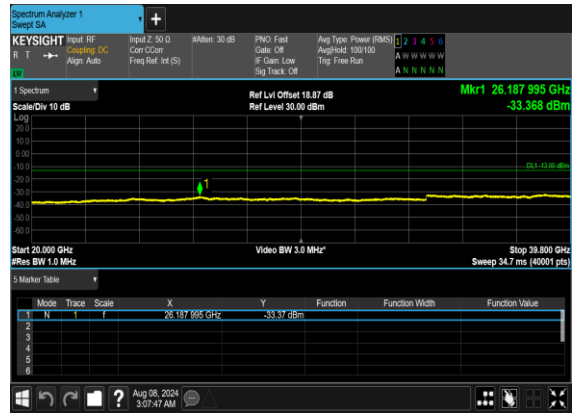 Spectrum Analyzer 1
Swept SA
+
KEYSIGHT Input: RF Input Z: 50 Ω #Atten: 30 dB PNO: Fast Avg Type: Power (RMS) 1 2 3 4 5 6
R T Coupling: DC Corr CCorr Gate: Off Avg|Hold: 100/100 A W W W W W
Align: Auto Freq Ref: Int (S) IF Gain: Low Trig: Free Run
LW Sig Track: Off A N N N N N
1 Spectrum Ref Lvl Offset 18.87 dB Mkr1 26.187 995 GHz
Scale/Div 10 dB Ref Level 30.00 dBm -33.368 dBm
Log
20.0
10.0
0.00
-10.0 DL1 -13.00 dBm
-20.0
-30.0 1
-40.0
-50.0
-60.0
Start 20.000 GHz Video BW 3.0 MHz* Stop 39.800 GHz
#Res BW 1.0 MHz Sweep 34.7 ms (40001 pts)
5 Marker Table
Mode Trace Scale X Y Function Function Width Function Value
1 N 1 f 26.187 995 GHz -33.37 dBm
2
3
4
5
6
? Aug 08, 2024
3:07:47 AM